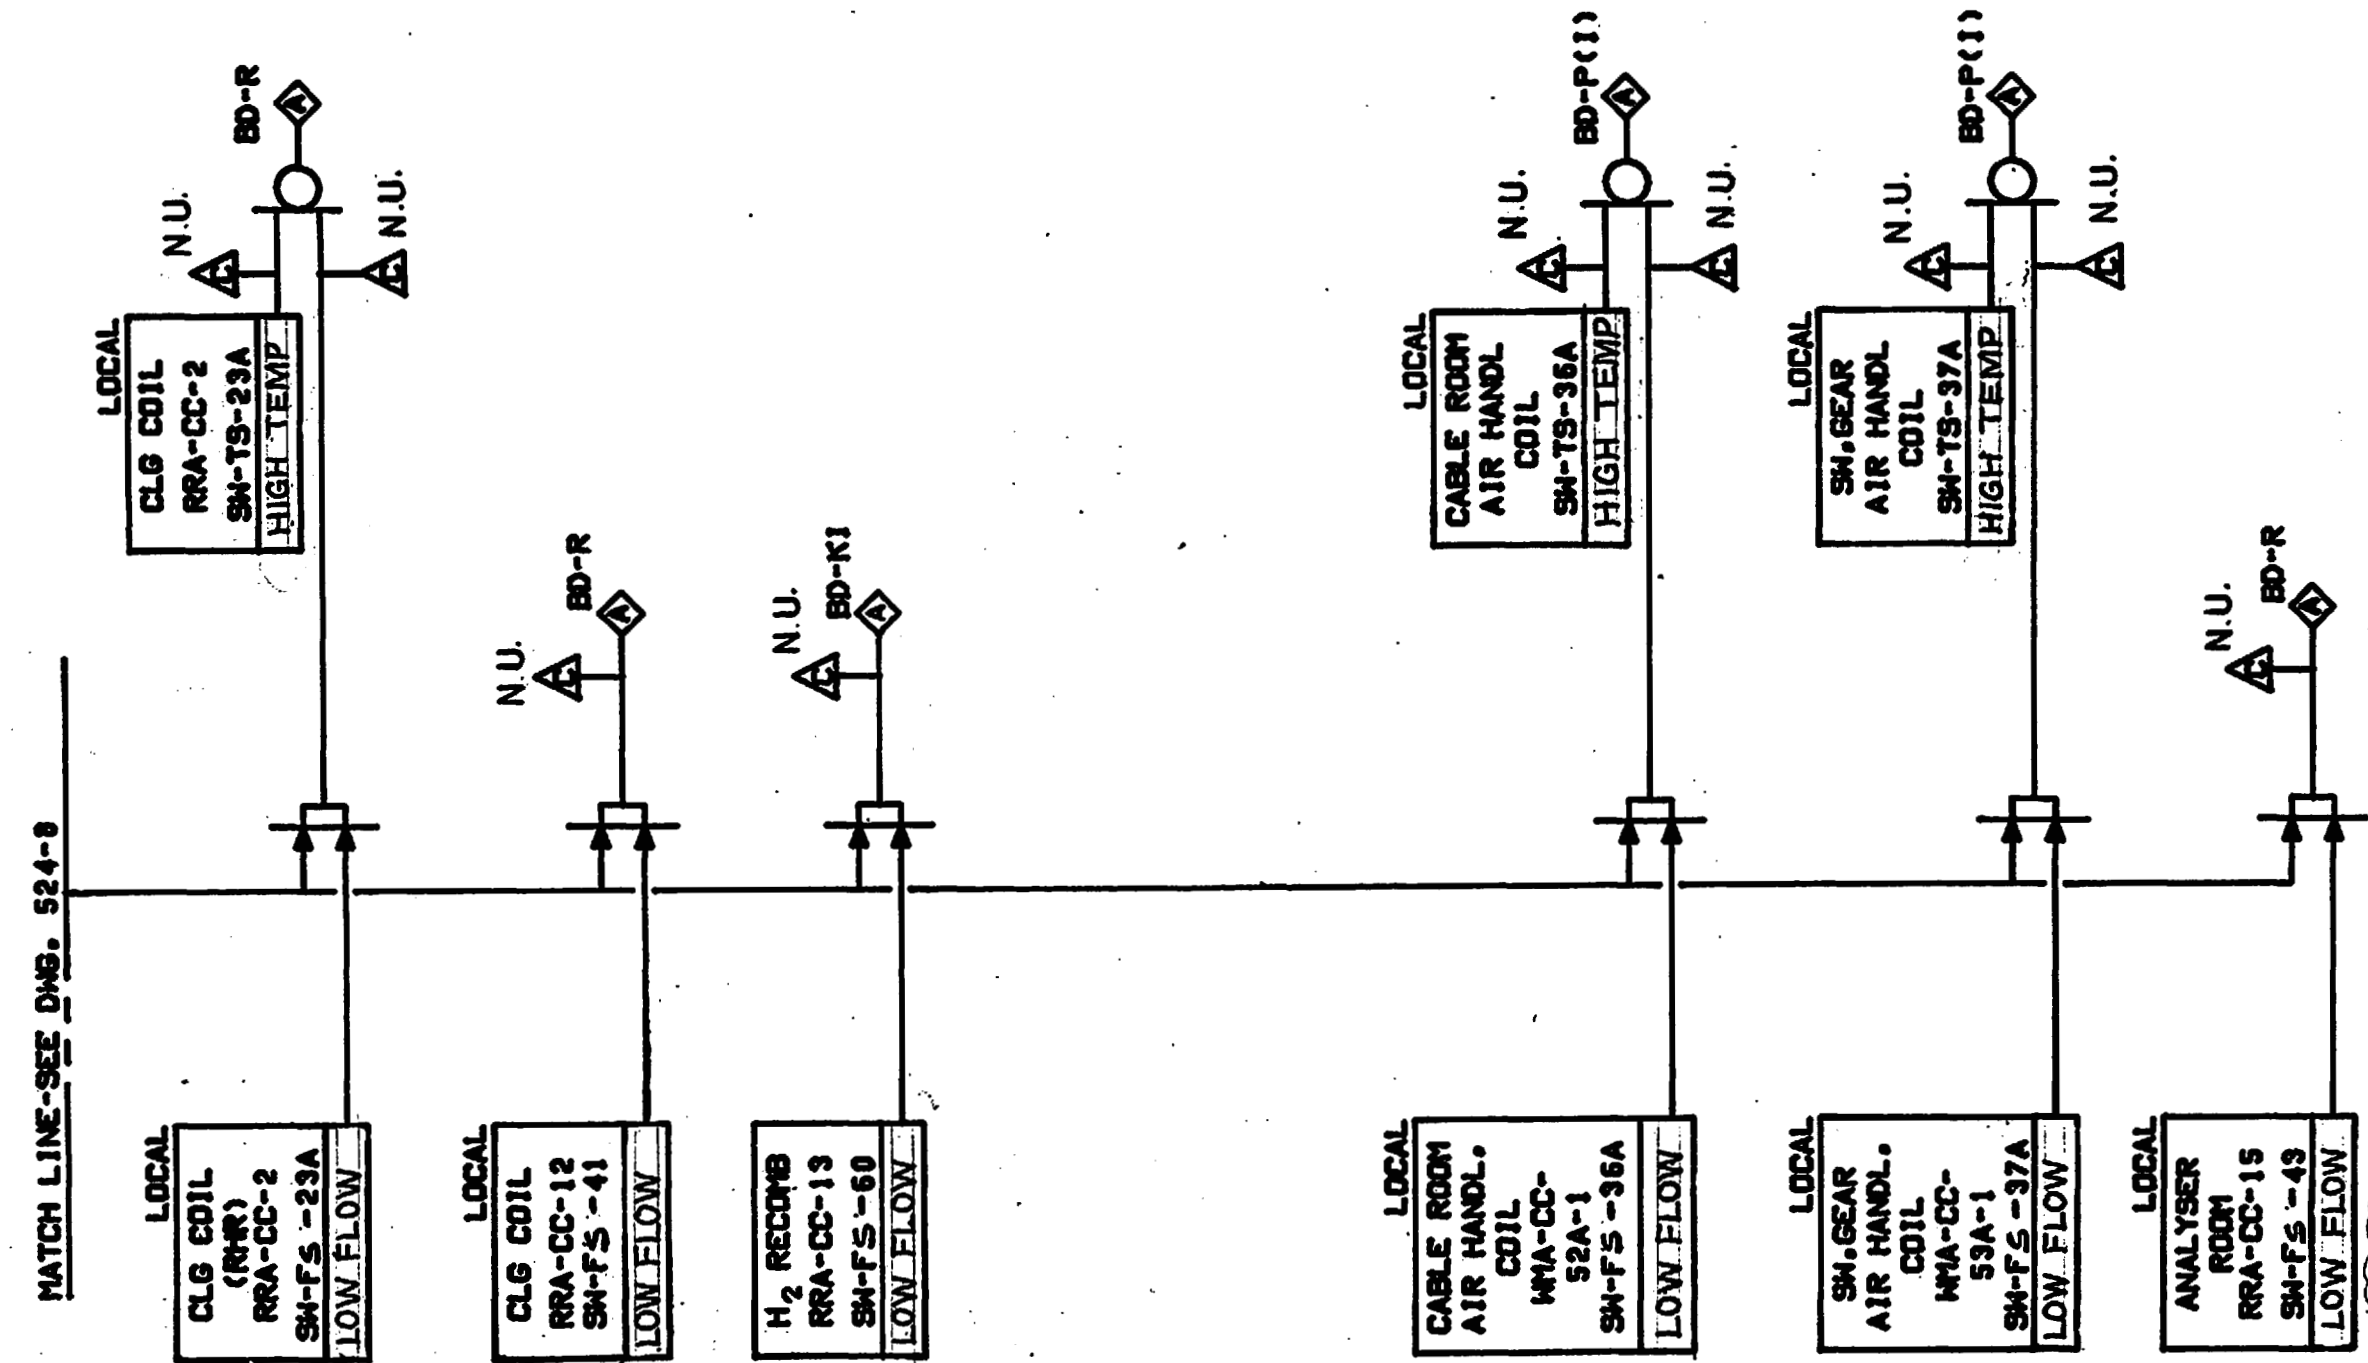 MATCH LINE-SEE DWG. 524-8
LOCAL
CLG COIL
(RHR)
RRA-CC-2
SW-FS-23A
LOW FLOW
LOCAL
CLG COIL
RRA-CC-2
SW-TS-23A
HIGH TEMP
N.U.
C
C
N.U.
BD-R
A
LOCAL
CLG COIL
RRA-CC-12
SW-FS-41
LOW FLOW
N.U.
C
BD-R
A
H2 RECOMB
RRA-CC-13
SW-FS-60
LOW FLOW
N.U.
C
BD-K1
A
LOCAL
CABLE ROOM
AIR HANDL.
COIL
WMA-CC-
52A-1
SW-FS-36A
LOW FLOW
LOCAL
CABLE ROOM
AIR HANDL
COIL
SW-TS-36A
HIGH TEMP
N.U.
C
C
N.U.
BD-P(1)
A
LOCAL
SW.GEAR
AIR HANDL.
COIL
WMA-CC-
53A-1
SW-FS-37A
LOW FLOW
LOCAL
SW.GEAR
AIR HANDL
COIL
SW-TS-37A
HIGH TEMP
N.U.
C
C
N.U.
BD-P(1)
A
LOCAL
ANALYSER
ROOM
RRA-CC-15
SW-FS-43
LOW FLOW
N.U.
C
BD-R
A